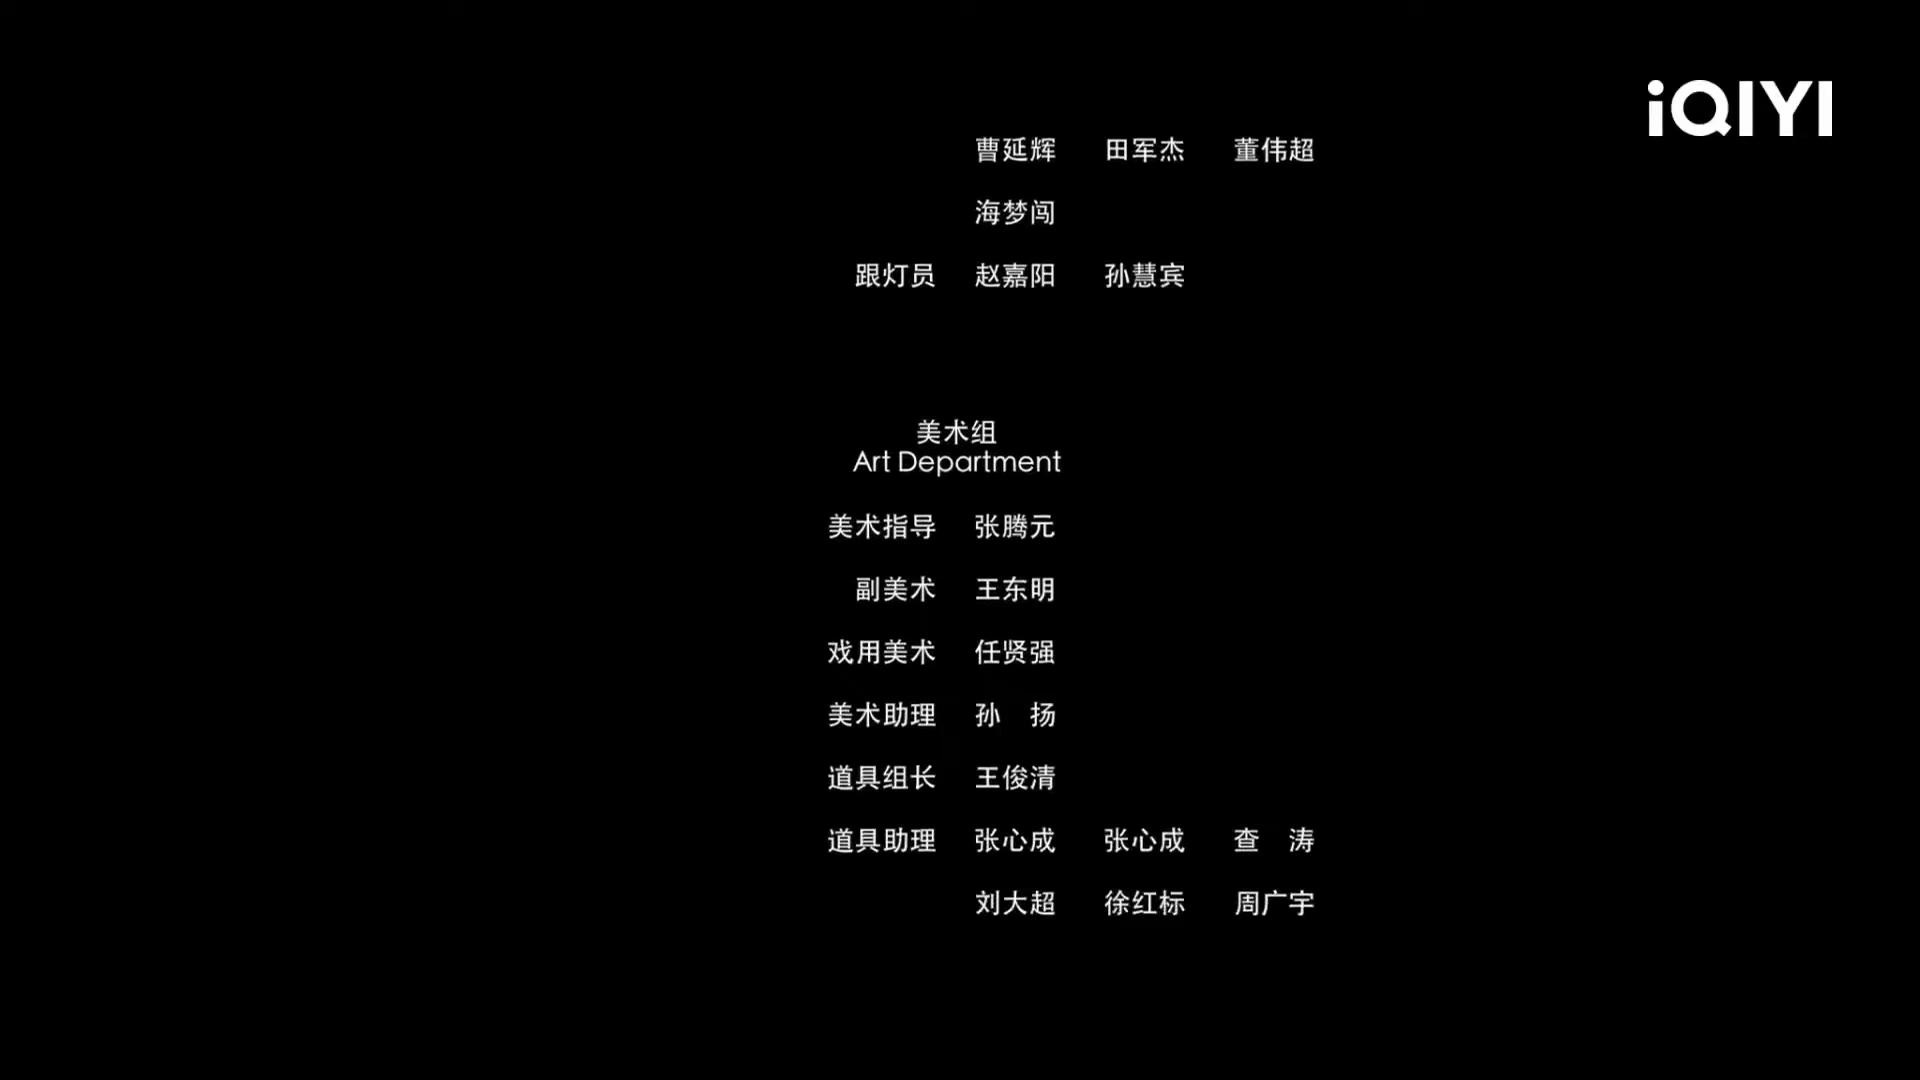 iQIYI
曹延辉 田军杰 董伟超
海梦闯
跟灯员 赵嘉阳 孙慧宾
美术组
Art Department
美术指导 张腾元
副美术 王东明
戏用美术 任贤强
美术助理 孙 扬
道具组长 王俊清
道具助理 张心成 张心成 查 涛
刘大超 徐红标 周广宇